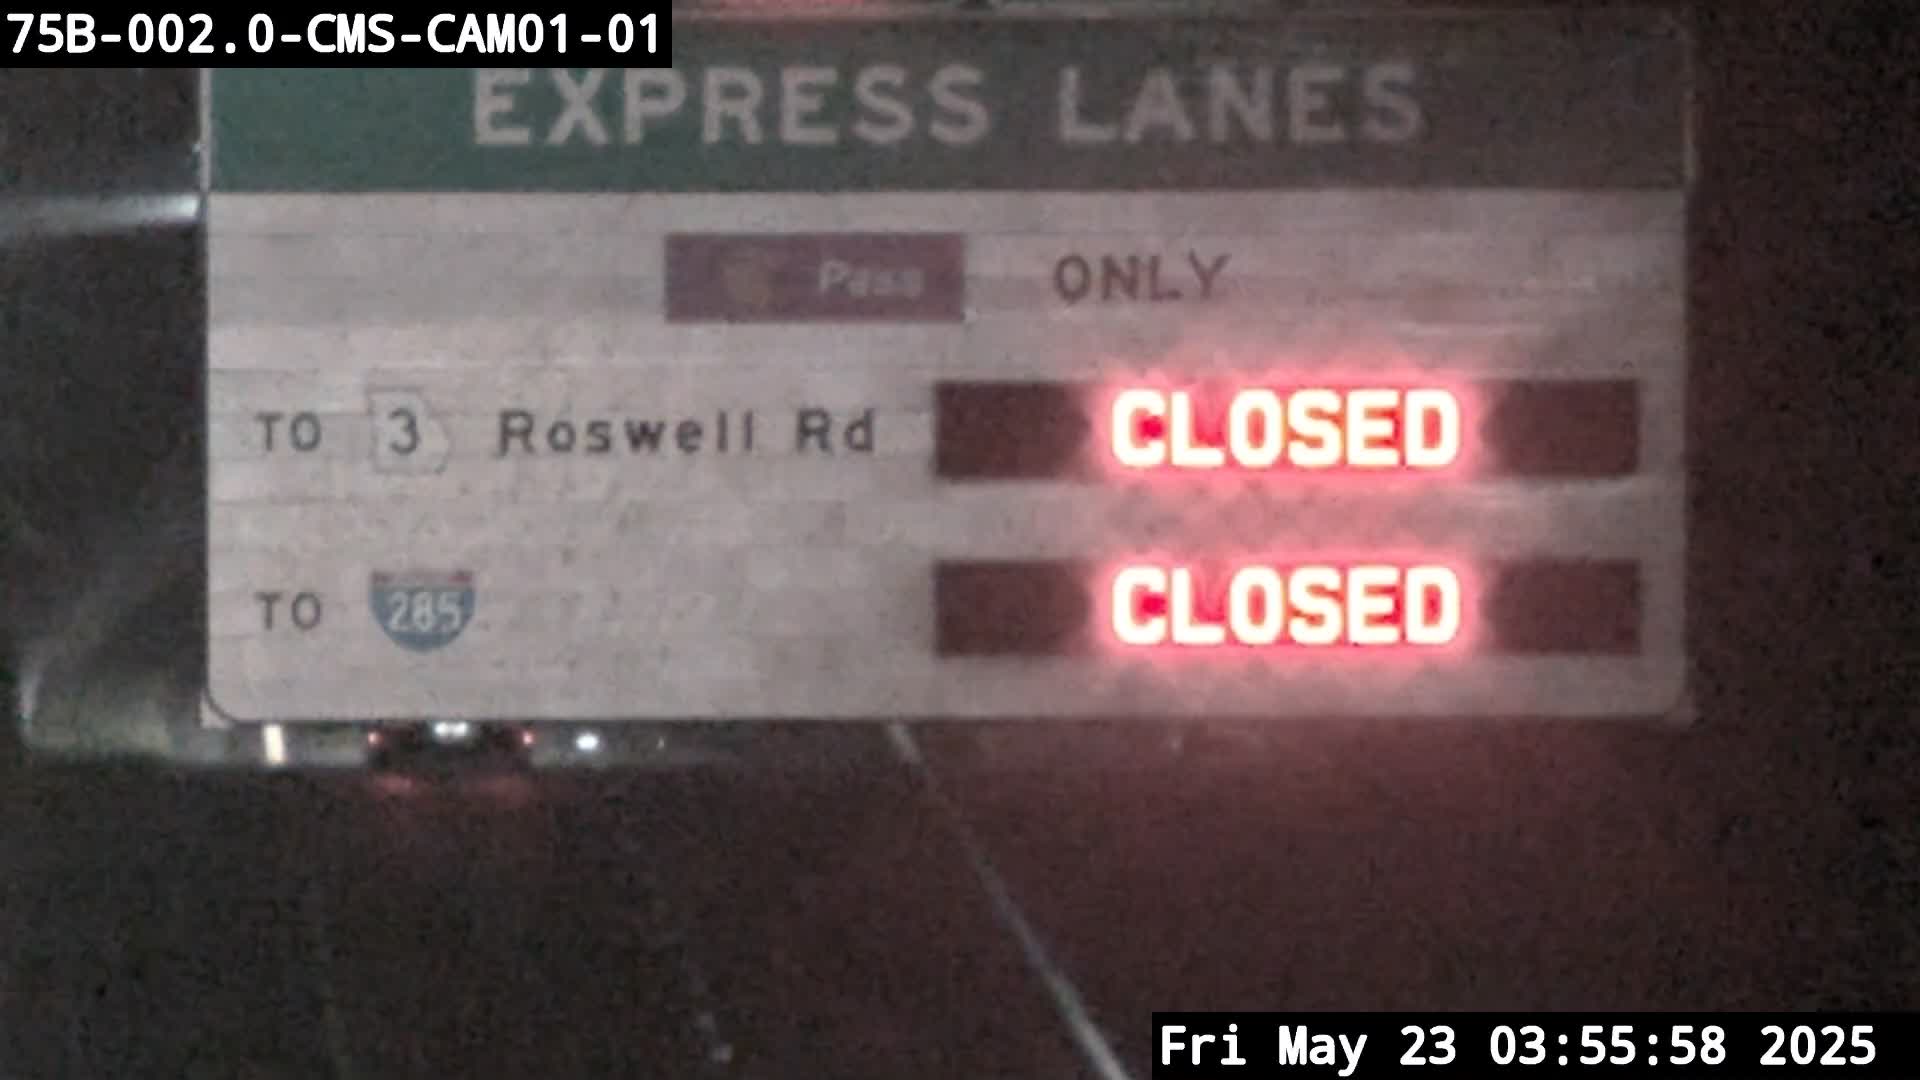 75B-002.0-CMS-CAM01-01
EXPRESS LANES
Pass ONLY
TO 3 Roswell Rd CLOSED
TO 285 CLOSED
Fri May 23 03:55:58 2025